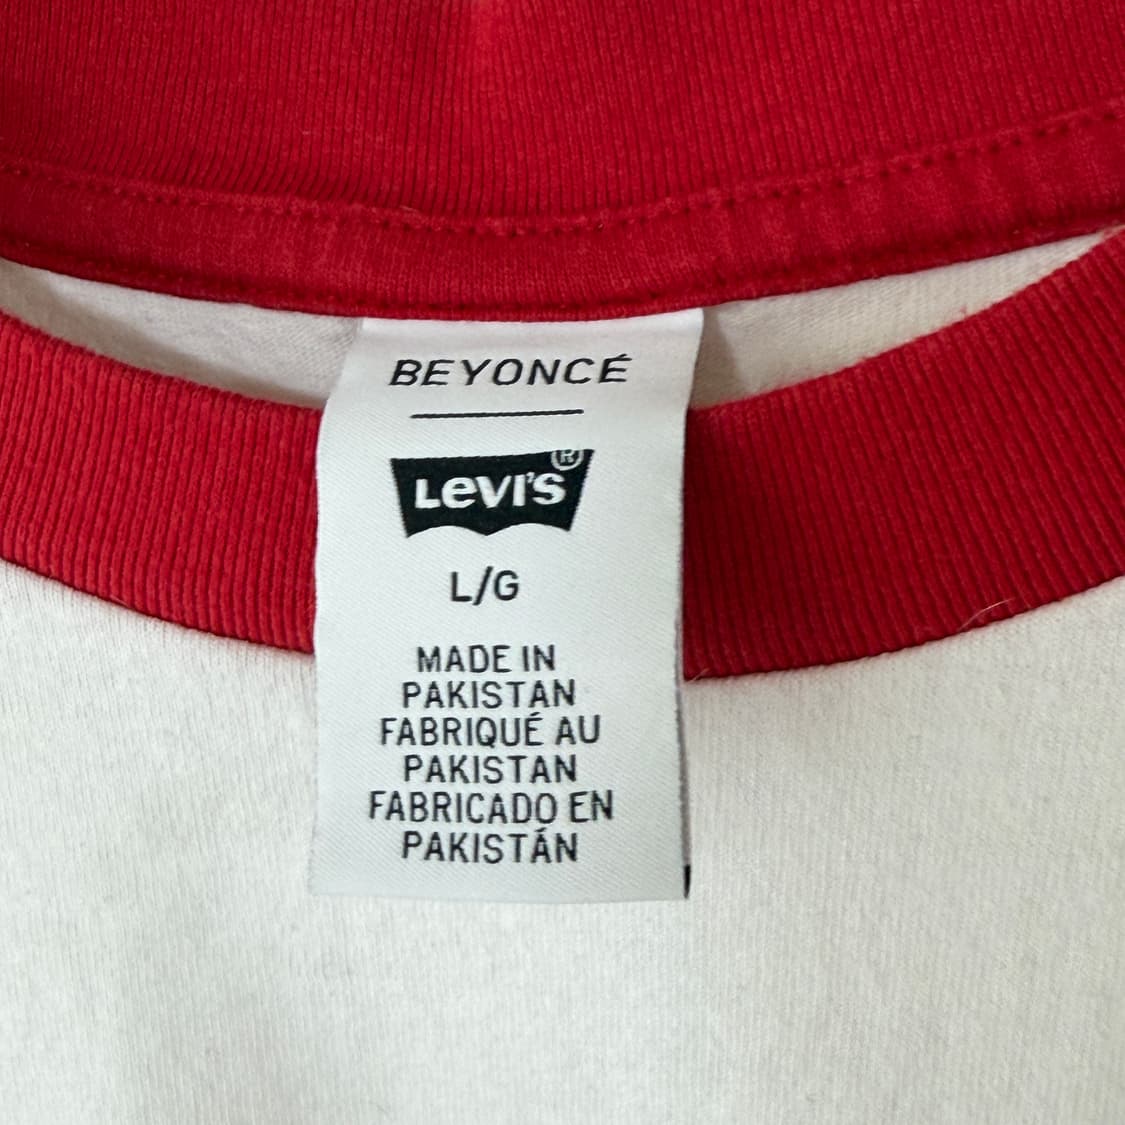 BEYONCÉ
LEVI'S®
L/G
MADE IN
PAKISTAN
FABRIQUÉ AU
PAKISTAN
FABRICADO EN
PAKISTÁN